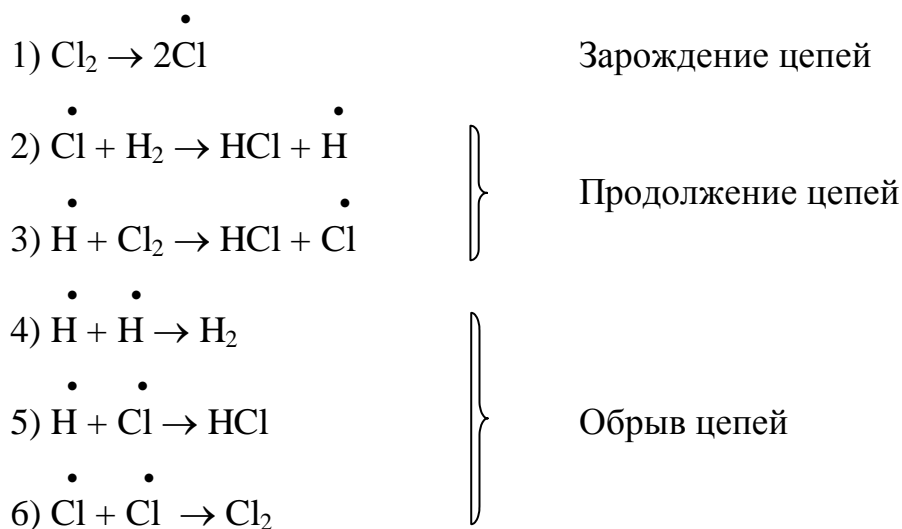 1) Cl₂ → 2Cl• Зарождение цепей
2) Cl• + H₂ → HCl + H•
Продолжение цепей
3) H• + Cl₂ → HCl + Cl•
4) H• + H• → H₂
5) H• + Cl• → HCl Обрыв цепей
6) Cl• + Cl• → Cl₂